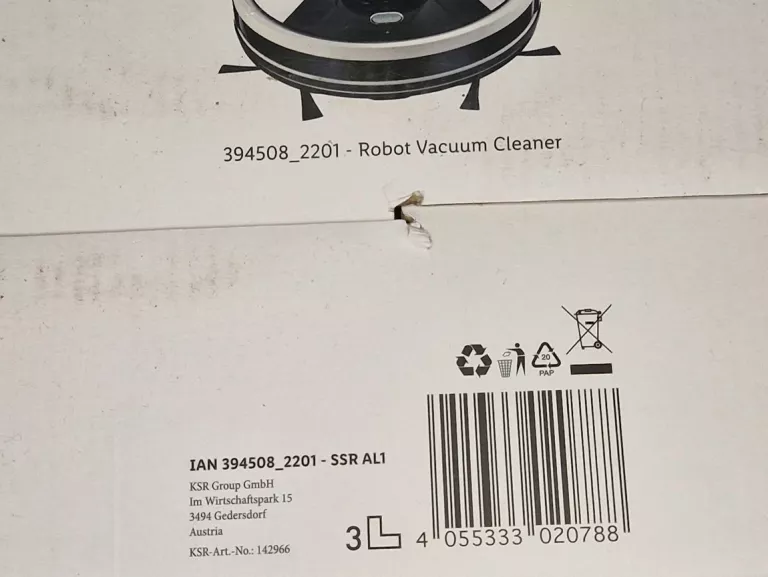 394508_2201 - Robot Vacuum Cleaner
20
PAP
IAN 394508_2201 - SSR AL1
KSR Group GmbH
Im Wirtschaftspark 15
3494 Gedersdorf
Austria
KSR-Art.-No.: 142966
3L
4 055333 020788